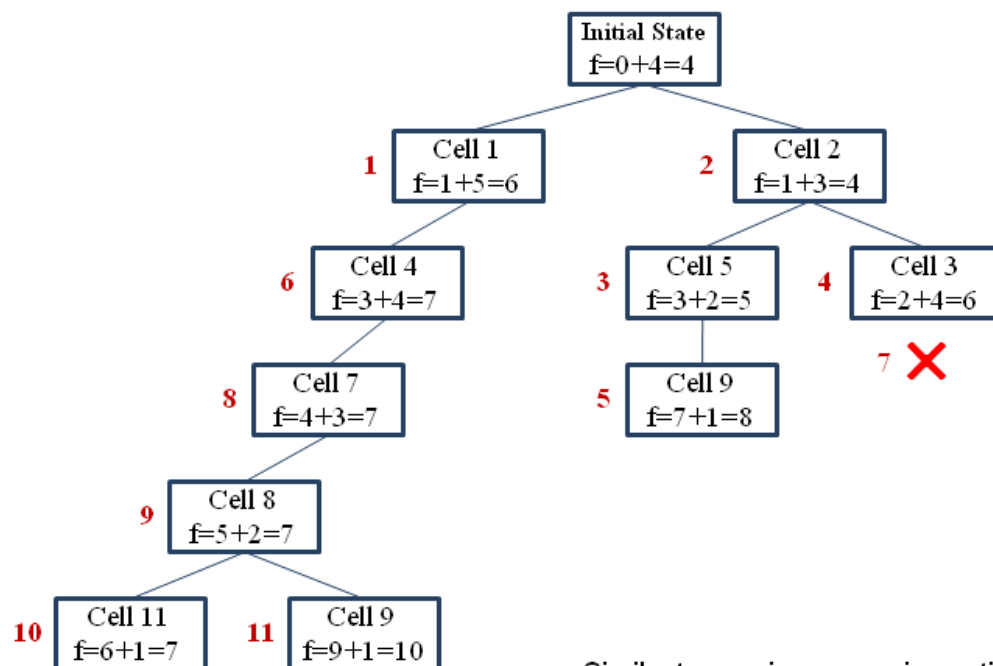 Initial State
f=0+4=4
1
Cell 1
f=1+5=6
2
Cell 2
f=1+3=4
6
Cell 4
f=3+4=7
3
Cell 5
f=3+2=5
4
Cell 3
f=2+4=6
8
Cell 7
f=4+3=7
5
Cell 9
f=7+1=8
7
9
Cell 8
f=5+2=7
10
Cell 11
f=6+1=7
11
Cell 9
f=9+1=10